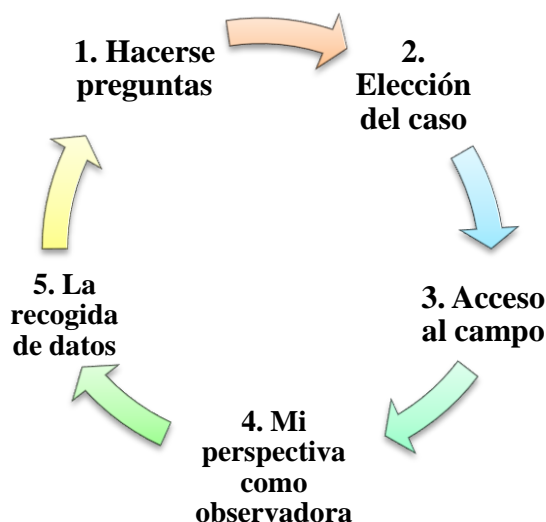 1. Hacerse
preguntas
2.
Elección
del caso
3. Acceso
al campo
4. Mi
perspectiva
como
observadora
5. La
recogida
de datos